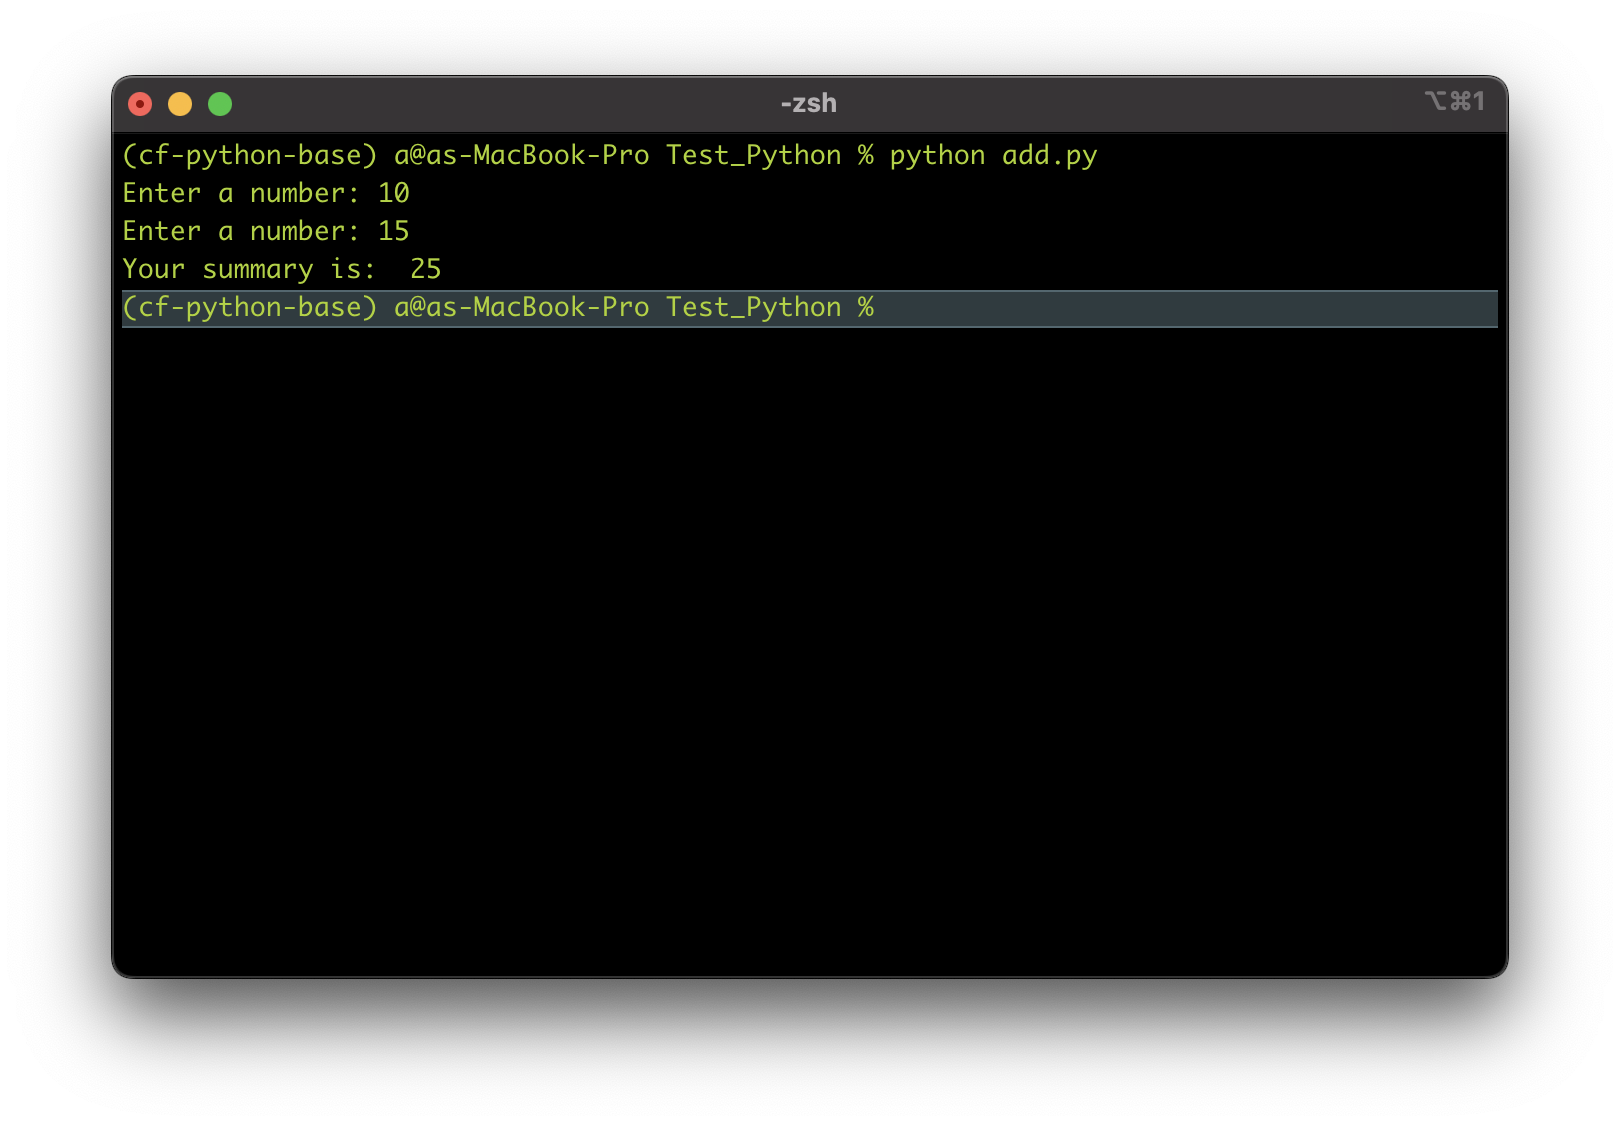 -zsh ⌥⌘1
(cf-python-base) a@as-MacBook-Pro Test_Python % python add.py
Enter a number: 10
Enter a number: 15
Your summary is:  25
(cf-python-base) a@as-MacBook-Pro Test_Python %